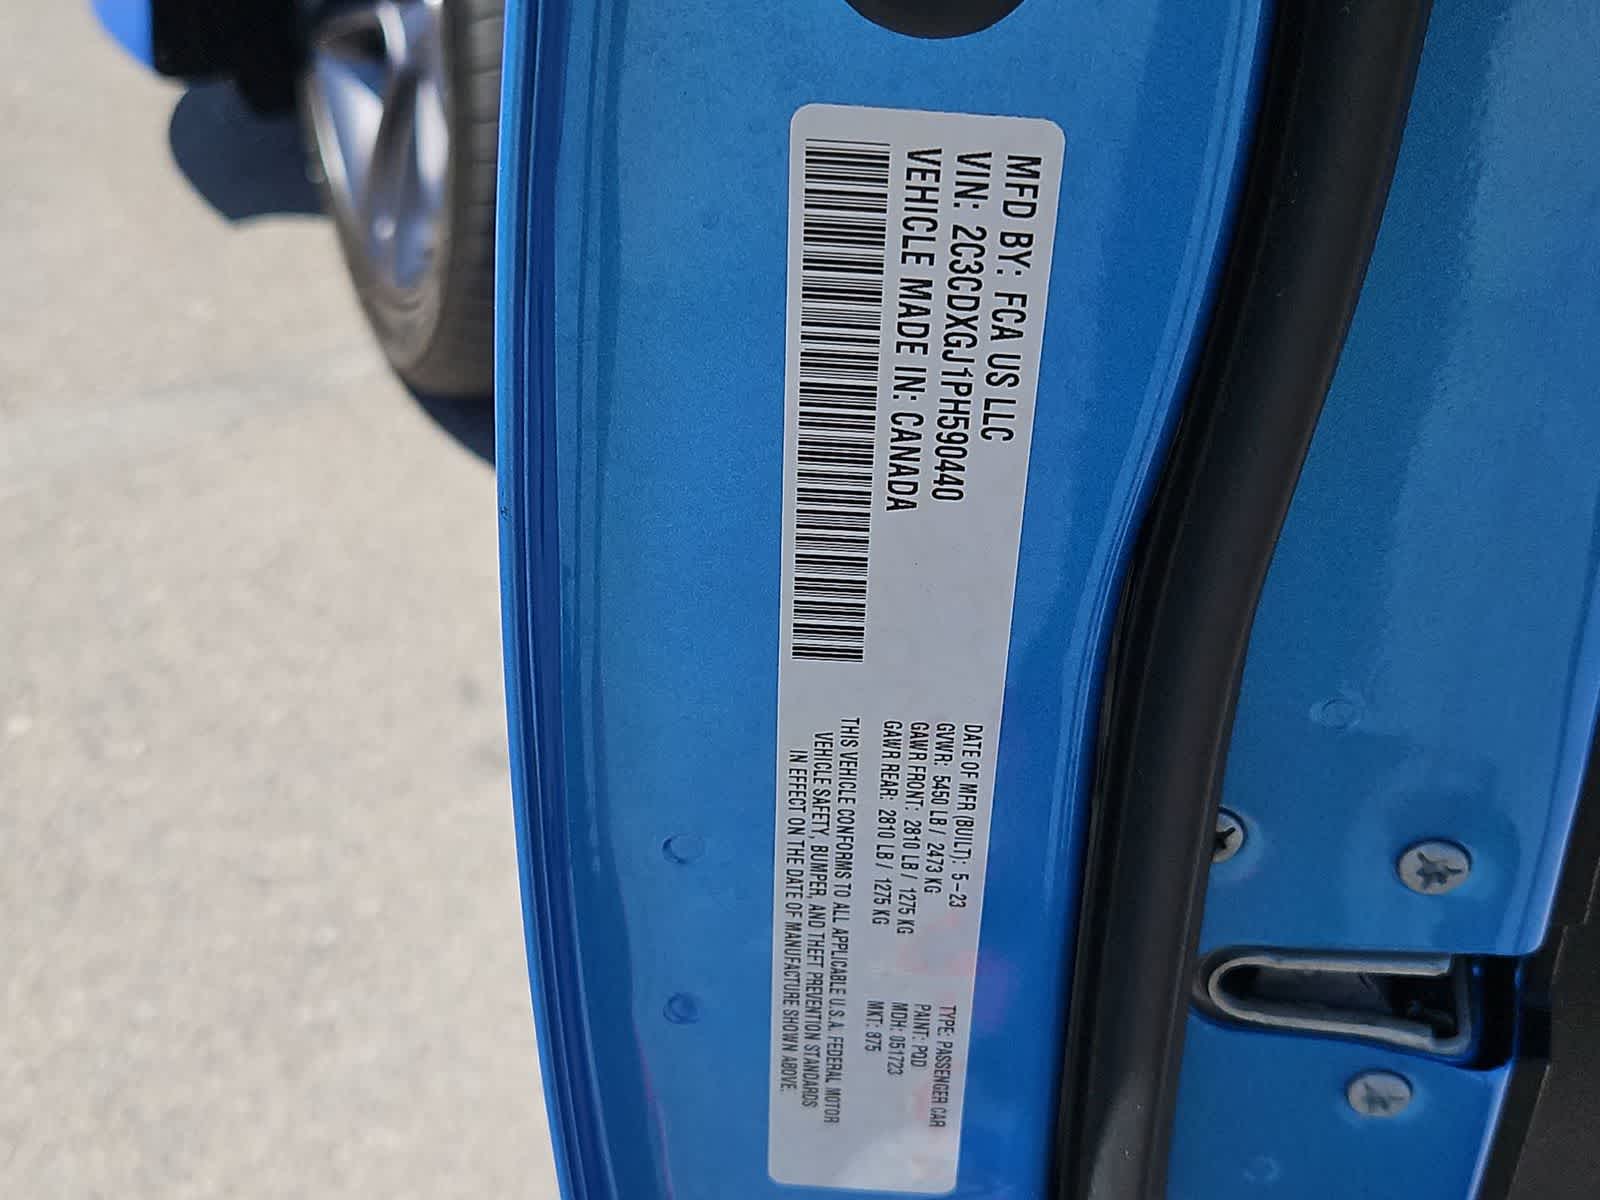 MFD BY: FCA US LLC
VIN: 2C3CDXGJ1PH590440
VEHICLE MADE IN: CANADA
DATE OF MFR (BUILT): 5-23
GVWR: 5450 LB / 2473 KG
GAWR FRONT: 2810 LB / 1275 KG
GAWR REAR: 2810 LB / 1275 KG
TYPE: PASSENGER CAR
PAINT: PQD
MDH: 051723
MKT: 875
THIS VEHICLE CONFORMS TO ALL APPLICABLE U.S.A. FEDERAL MOTOR
VEHICLE SAFETY, BUMPER, AND THEFT PREVENTION STANDARDS
IN EFFECT ON THE DATE OF MANUFACTURE SHOWN ABOVE.